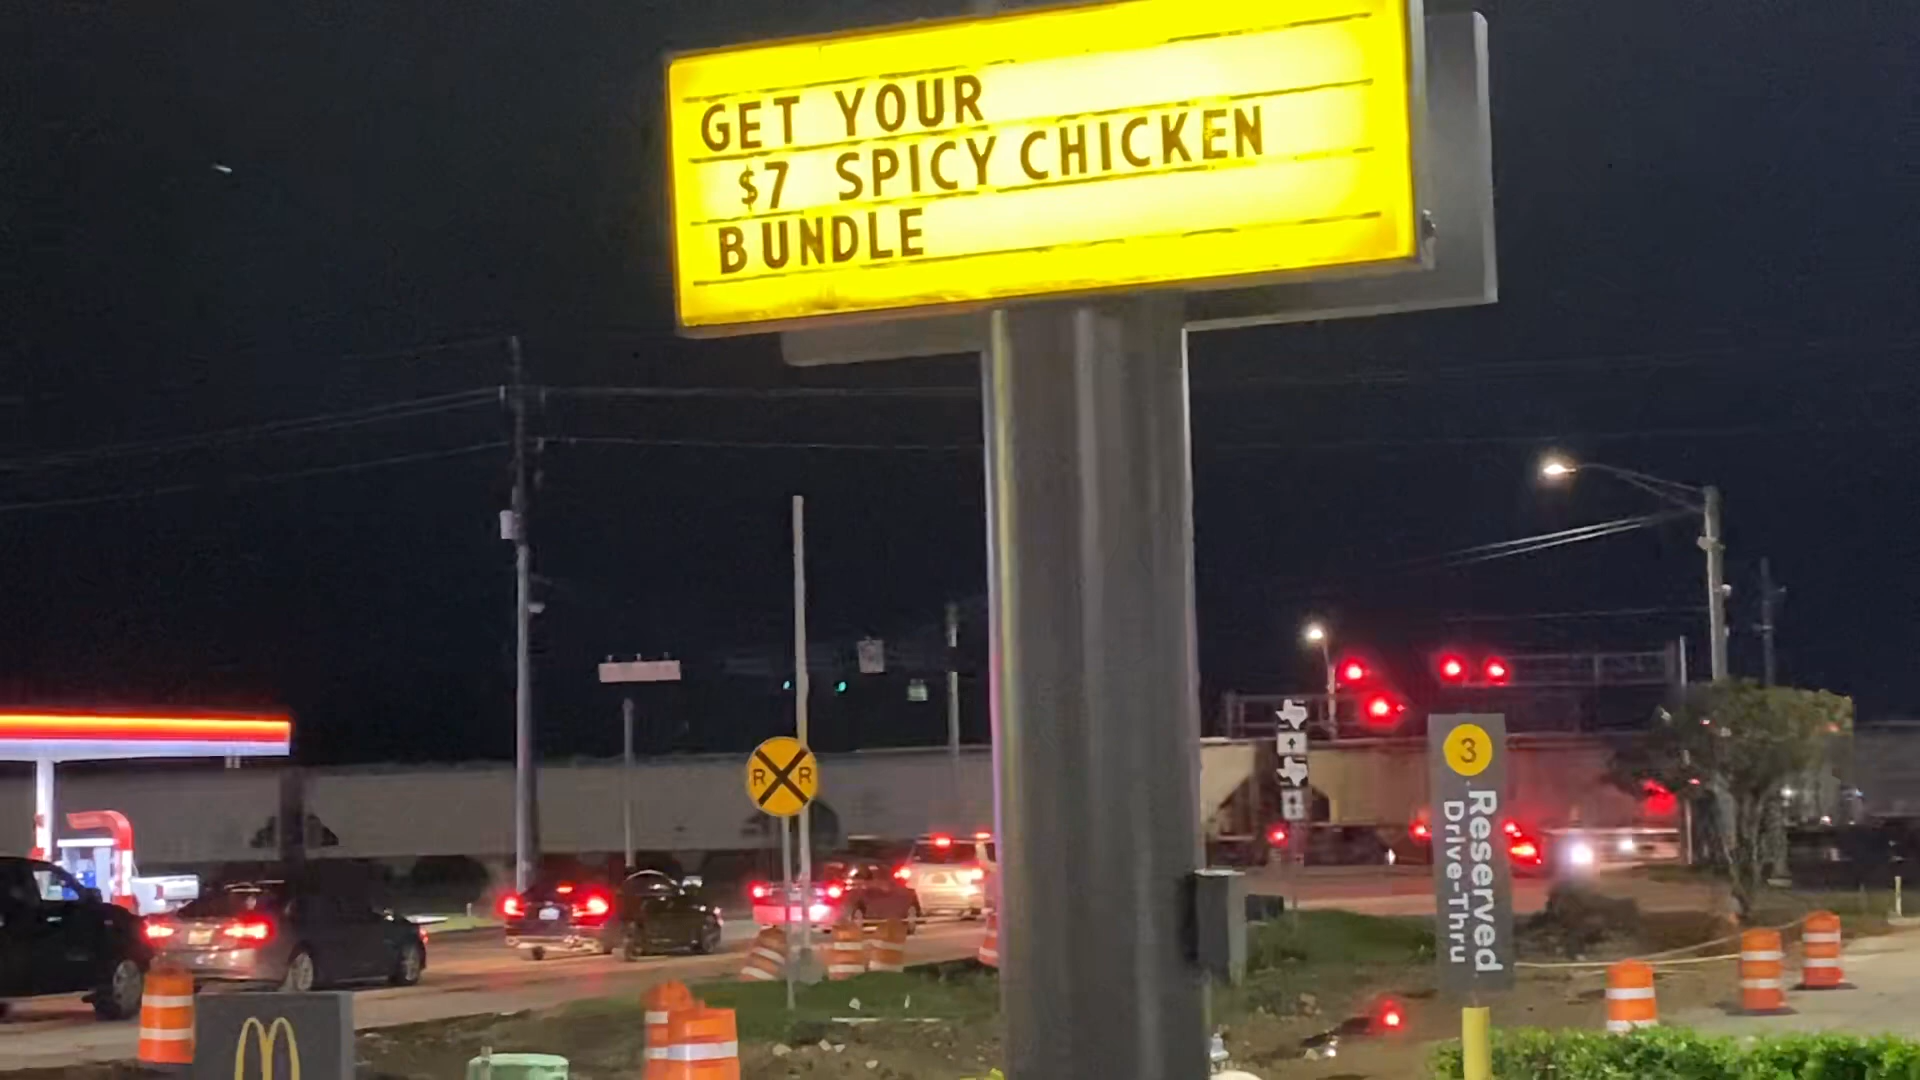 GET YOUR
$7 SPICY CHICKEN
BUNDLE
R R
3
Reserved
Drive-Thru